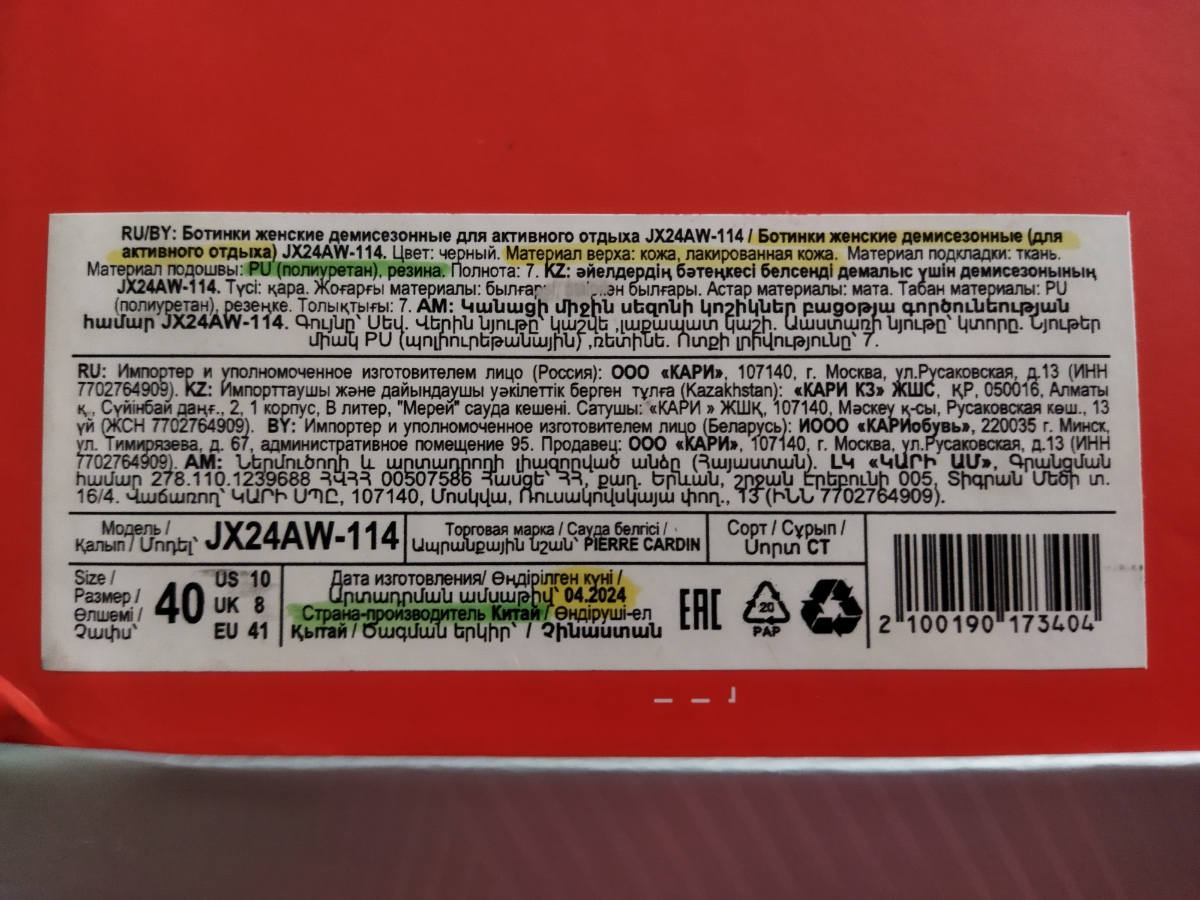 RU/BY: Ботинки женские демисезонные для активного отдыха JX24AW-114 / Ботинки женские демисезонные (для
активного отдыха) JX24AW-114. Цвет: черный. Материал верха: кожа, лакированная кожа. Материал подкладки: ткань.
Материал подошвы: PU (полиуретан), резина. Полнота: 7. KZ: әйелдердің бәтеңкесі белсенді демалыс үшін демисезонының
JX24AW-114. Түсі: қара. Жоғарғы материалы: былғары. Астар материалы: мата. Табан материалы: PU
(полиуретан), резеңке. Толықтығы: 7. AM: Կանացի միջին սեզոնի կոշիկներ բացօթյա գործունեության
համար JX24AW-114. Գույնը՝ Սեվ. Վերին նյութը՝ կաշվե ,լաքապատ կաշի. Աաստառի նյութը՝ կտորը. Նյութեր
միակ PU (պոլիուրեթանային) ,ռետինե. Ոտքի լրիվությունը՝ 7.
RU: Импортер и уполномоченное изготовителем лицо (Россия): ООО «КАРИ», 107140, г. Москва, ул.Русаковская, д.13 (ИНН
7702764909). KZ: Импорттаушы және дайындаушы уәкілеттік берген тұлға (Kazakhstan): «КАРИ КЗ» ЖШС, ҚР, 050016, Алматы
қ., Сүйінбай даңғ., 2, 1 корпус, В литер, "Мерей" сауда кешені. Сатушы: «КАРИ » ЖШҚ, 107140, Мәскеу қ-сы, Русаковская көш., 13
үй (ЖСН 7702764909). BY: Импортер и уполномоченное изготовителем лицо (Беларусь): ИООО «КАРИобувь», 220035 г. Минск,
ул. Тимирязева, д. 67, административное помещение 95. Продавец: ООО «КАРИ», 107140, г. Москва, ул.Русаковская, д.13 (ИНН
7702764909). AM: Ներմուծողի և արտադրողի լիազորված անձը (Հայաստան). ԼԿ «ԿԱՐԻ ԱՄ», Գրանցման
համար 278.110.1239688 ՀՎՀՀ 00507586 Հասցե՝ ՀՀ, քաղ. Երևան, շրջան Էրեբունի 005, Տիգրան Մեծի տ.
16/4. Վաճառող՝ ԿԱՐԻ ՍՊԸ, 107140, Մոսկվա, Ռուսակովսկայա փող., 13 (ԻՆՆ 7702764909).
Модель /
Қалып / Մոդել՝ JX24AW-114
Торговая марка / Сауда белгісі /
Ապրանքային նշան՝ PIERRE CARDIN
Сорт / Сұрып /
Սորտ СТ
Size /
Размер /
Өлшемі /
Չափս՝
40
US 10
UK 8
EU 41
Дата изготовления/ Өндірілген күні /
Արտադրման ամսաթիվ՝ 04.2024
Страна-производитель Китай / Өндіруші-ел
Қытай / Ծագման երկիր՝ / Չինաստան
EAC
20
PAP
2 100190 173404